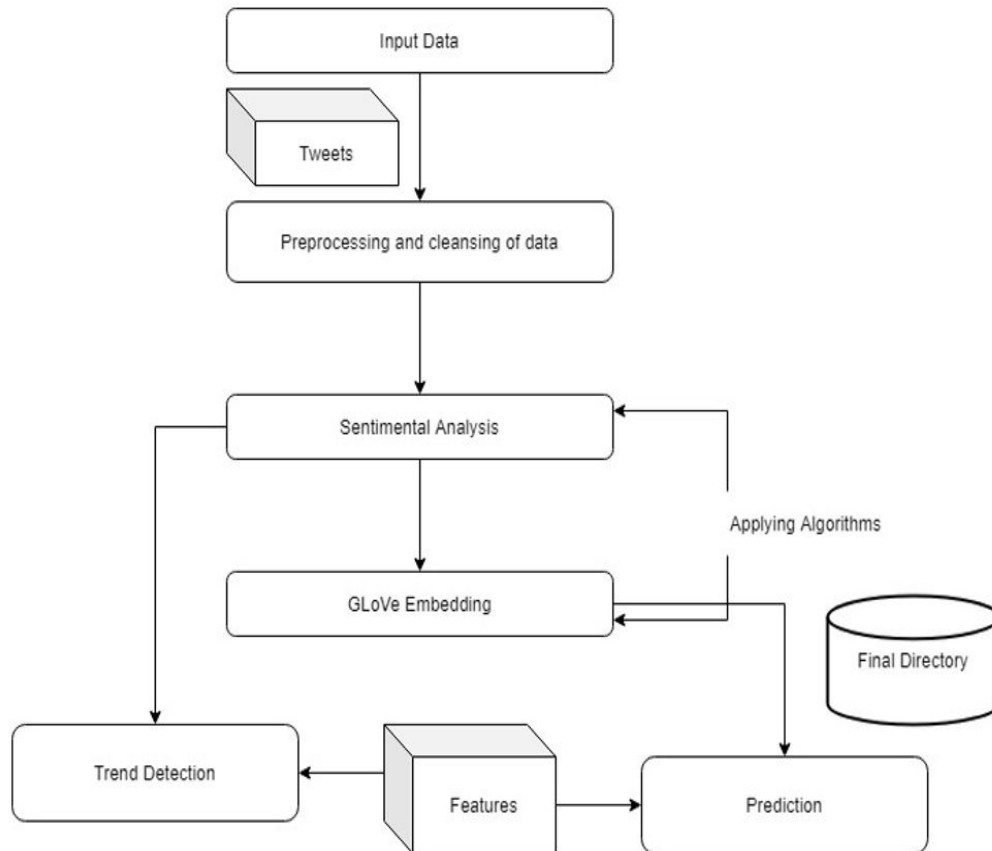 Input Data
Tweets
Preprocessing and cleansing of data
Sentimental Analysis
Applying Algorithms
GLoVe Embedding
Final Directory
Trend Detection
Features
Prediction